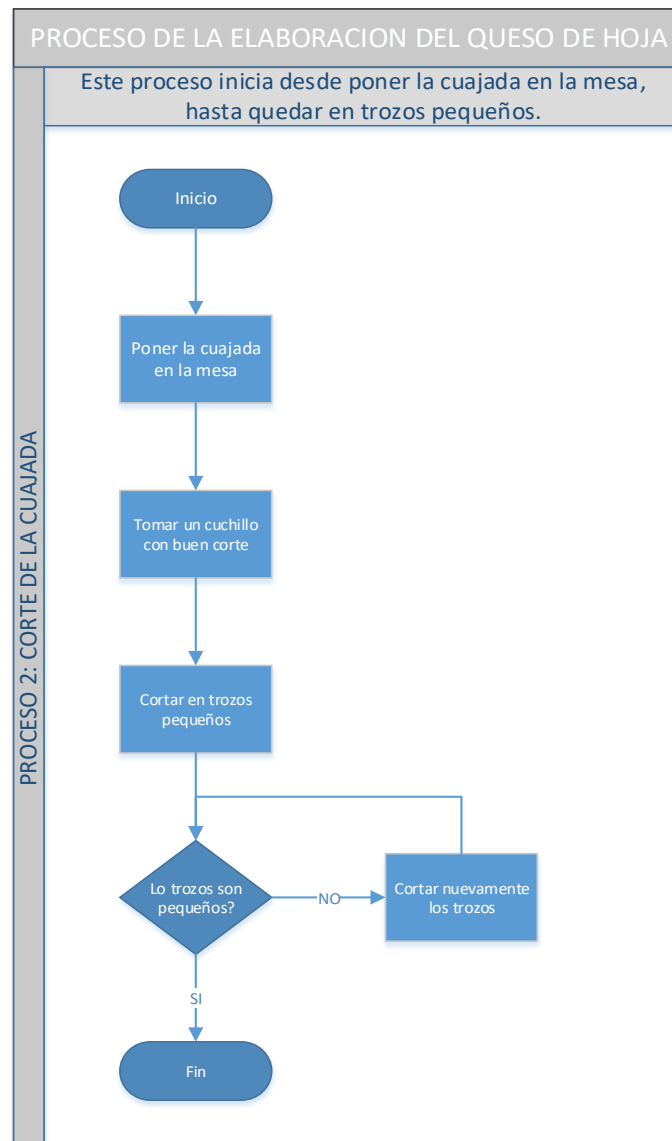 PROCESO DE LA ELABORACION DEL QUESO DE HOJA
Este proceso inicia desde poner la cuajada en la mesa,
hasta quedar en trozos pequeños.
PROCESO 2: CORTE DE LA CUAJADA
Inicio
Poner la cuajada
en la mesa
Tomar un cuchillo
con buen corte
Cortar en trozos
pequeños
Lo trozos son
pequeños?
NO
Cortar nuevamente
los trozos
SI
Fin